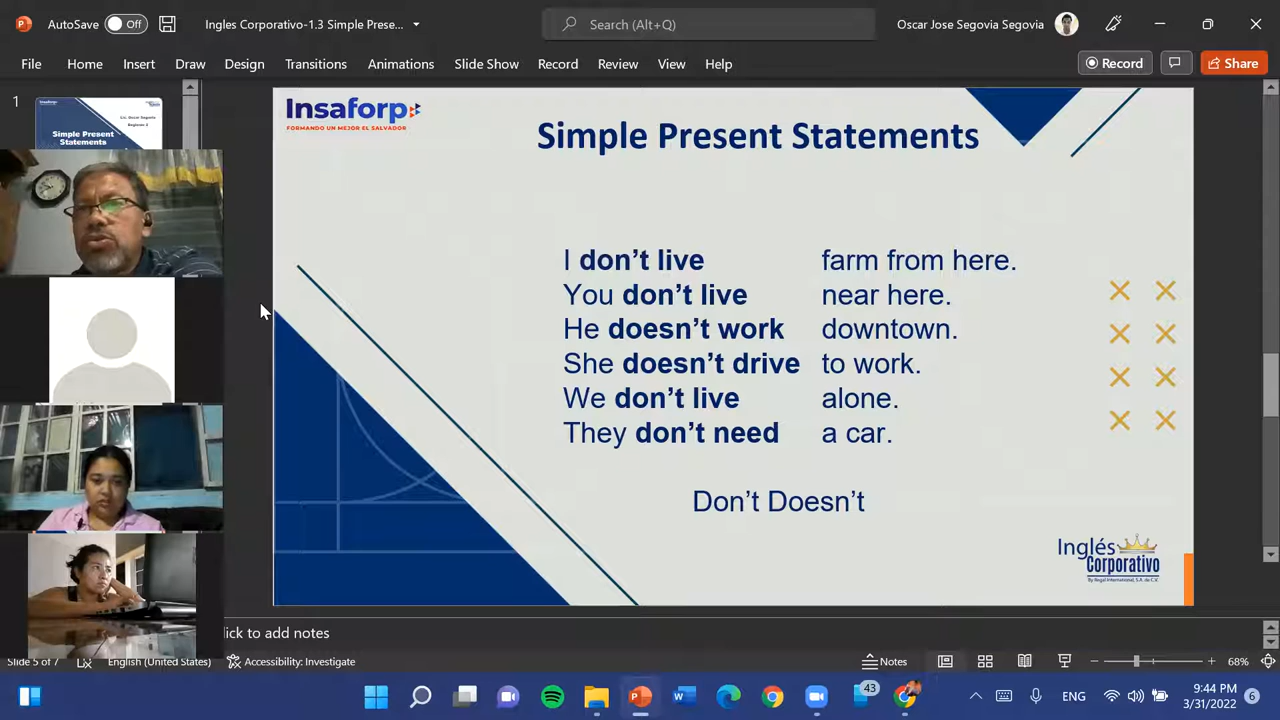 AutoSave Off Ingles Corporativo-1.3 Simple Prese... Search (Alt+Q) Oscar Jose Segovia Segovia
File Home Insert Draw Design Transitions Animations Slide Show Record Review View Help Record Share
1
Simple Present
Statements
Insaforp
FORMANDO UN MEJOR EL SALVADOR
Simple Present Statements
I don't live farm from here.
You don't live near here.
He doesn't work downtown.
She doesn't drive to work.
We don't live alone.
They don't need a car.
Don't Doesn't
Inglés
Corporativo
lick to add notes
Slide 5 of 7 English (United States) Accessibility: Investigate Notes 68%
43 ENG 9:44 PM
3/31/2022 6